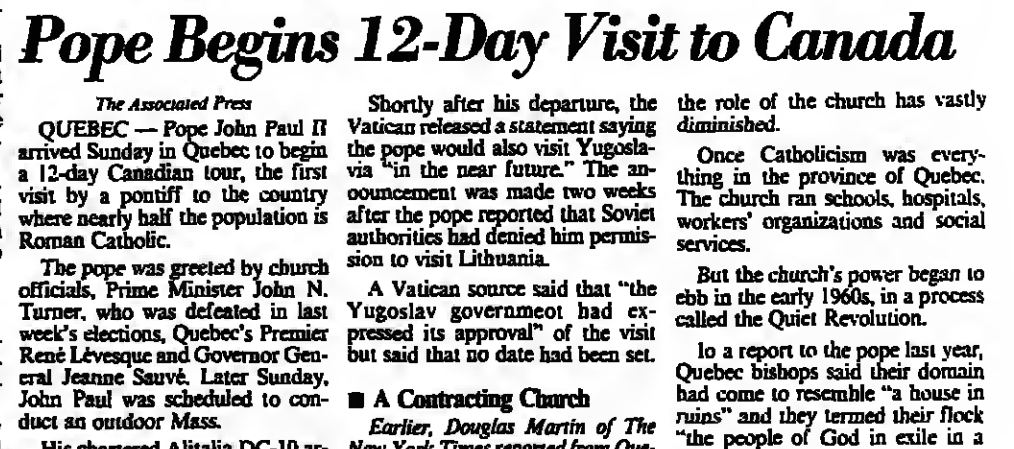 Pope Begins 12-Day Visit to Canada
The Associated Press
QUEBEC — Pope John Paul II
arrived Sunday in Quebec to begin
a 12-day Canadian tour, the first
visit by a pontiff to the country
where nearly half the population is
Roman Catholic.
The pope was greeted by church
officials, Prime Minister John N.
Turner, who was defeated in last
week's elections, Quebec's Premier
René Lévesque and Governor Gen-
eral Jeanne Sauvé. Later Sunday,
John Paul was scheduled to con-
duct an outdoor Mass.
His chartered Alitalia DC-10 ar-
Shortly after his departure, the
Vatican released a statement saying
the pope would also visit Yugosla-
via "in the near future." The an-
nouncement was made two weeks
after the pope reported that Soviet
authorities had denied him permis-
sion to visit Lithuania.
A Vatican source said that "the
Yugoslav government had ex-
pressed its approval" of the visit
but said that no date had been set.
■ A Contracting Church
Earlier, Douglas Martin of The
New York Times reported from Que-
the role of the church has vastly
diminished.
Once Catholicism was every-
thing in the province of Quebec.
The church ran schools, hospitals,
workers' organizations and social
services.
But the church's power began to
ebb in the early 1960s, in a process
called the Quiet Revolution.
In a report to the pope last year,
Quebec bishops said their domain
had come to resemble "a house in
ruins" and they termed their flock
"the people of God in exile in a